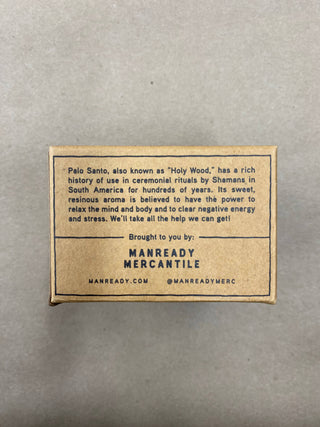 Palo Santo, also known as "Holy Wood," has a rich
history of use in ceremonial rituals by Shamans in
South America for hundreds of years. Its sweet,
resinous aroma is believed to have the power to
relax the mind and body and to clear negative energy
and stress. We'll take all the help we can get!
Brought to you by:
MANREADY
MERCANTILE
MANREADY.COM @MANREADYMERC